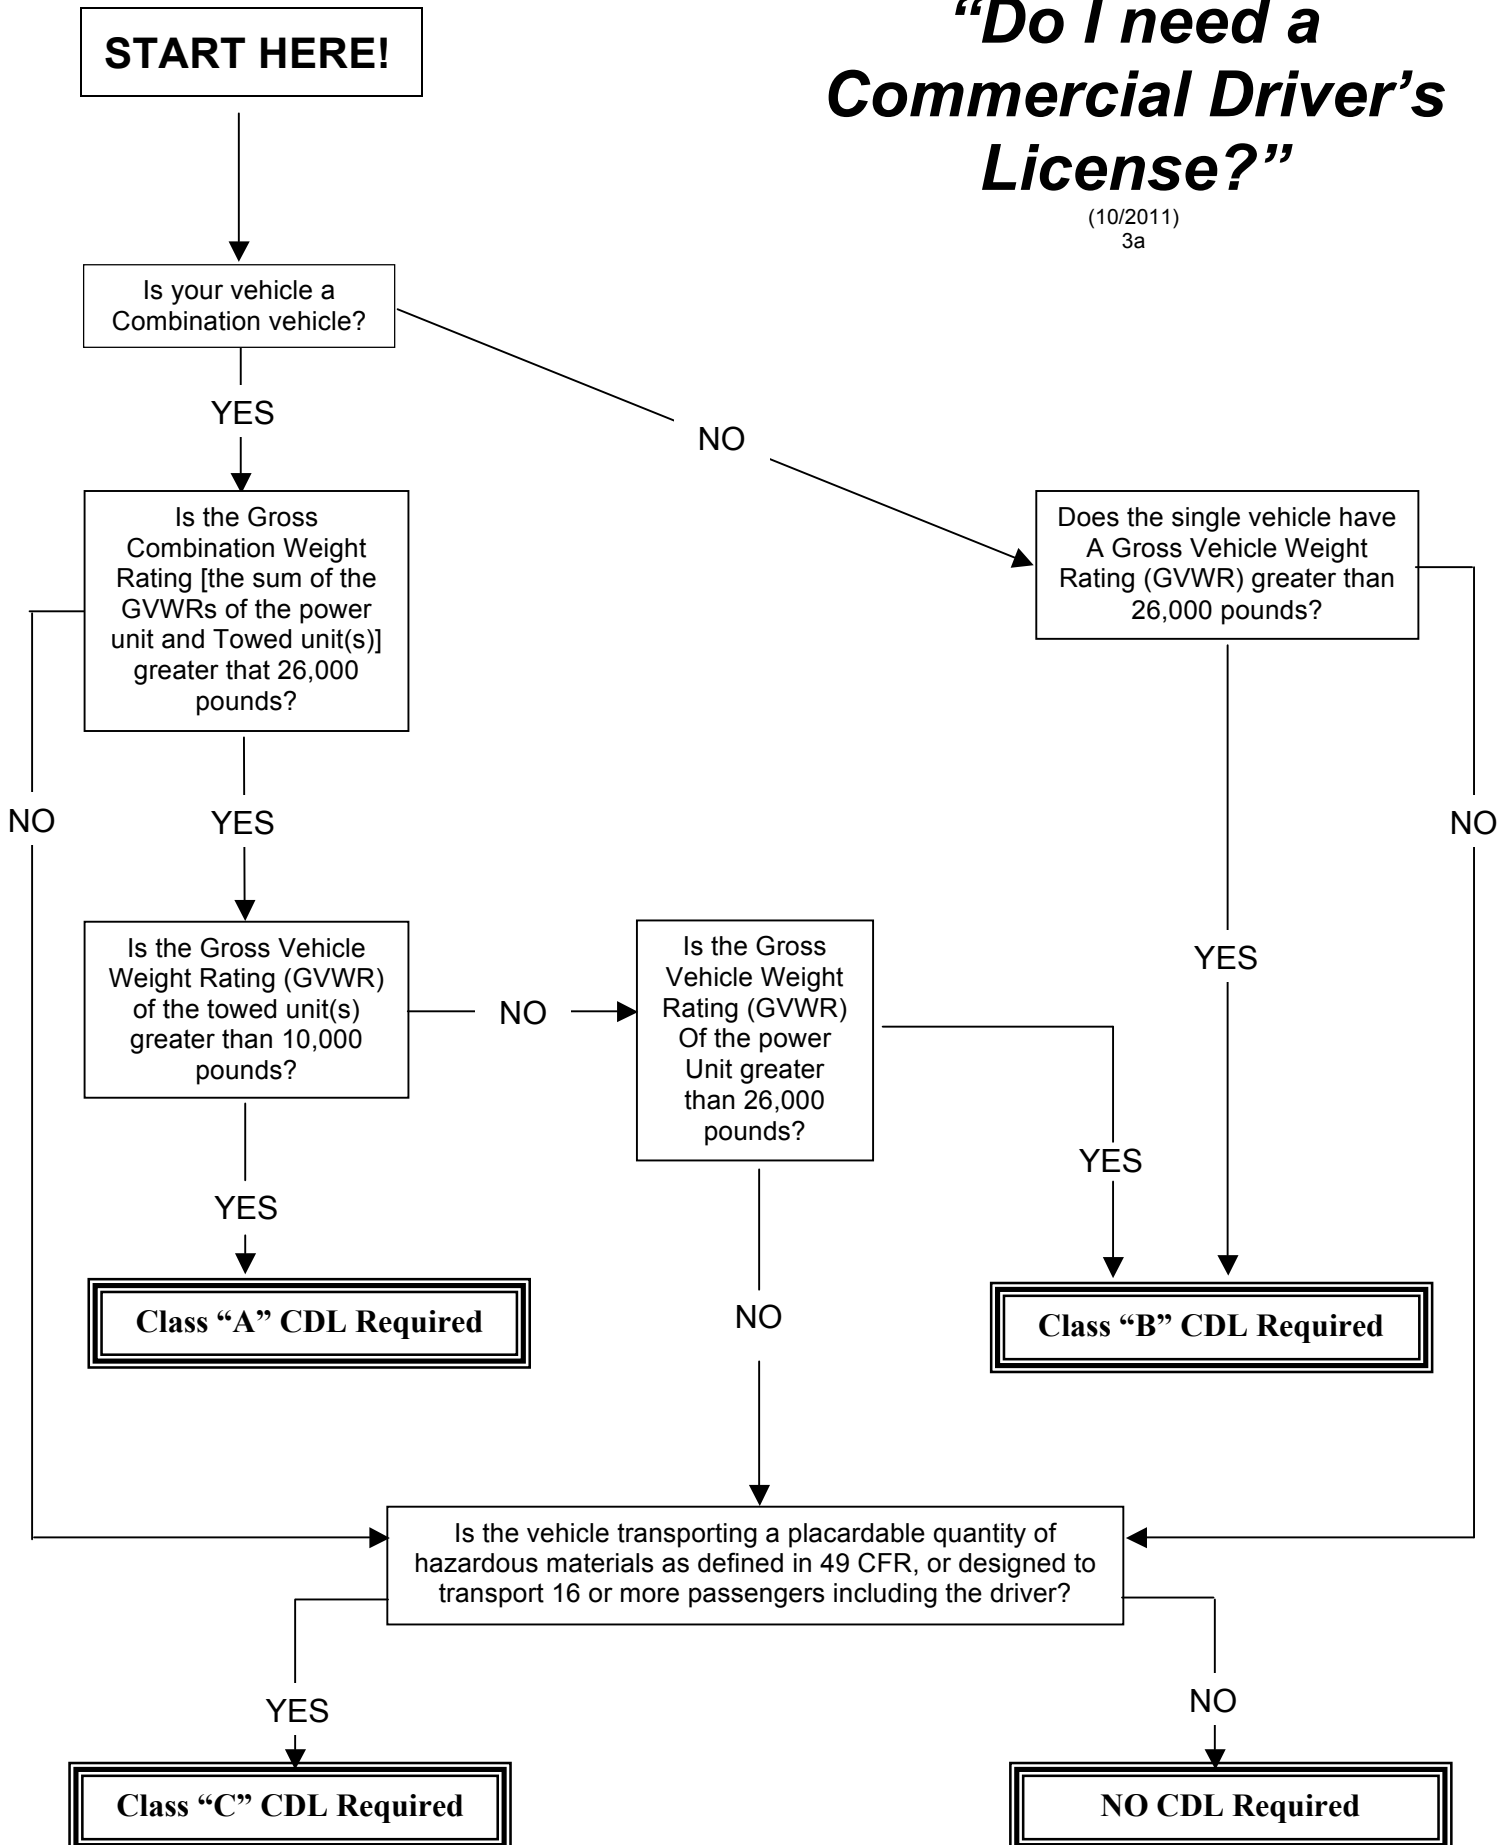 “Do I need a
Commercial Driver’s
License?”
(10/2011)
3a
START HERE!
Is your vehicle a
Combination vehicle?
YES
NO
Is the Gross
Combination Weight
Rating [the sum of the
GVWRs of the power
unit and Towed unit(s)]
greater that 26,000
pounds?
Does the single vehicle have
A Gross Vehicle Weight
Rating (GVWR) greater than
26,000 pounds?
NO
YES
NO
Is the Gross Vehicle
Weight Rating (GVWR)
of the towed unit(s)
greater than 10,000
pounds?
NO
Is the Gross
Vehicle Weight
Rating (GVWR)
Of the power
Unit greater
than 26,000
pounds?
YES
YES
YES
NO
Class “A” CDL Required
Class “B” CDL Required
Is the vehicle transporting a placardable quantity of
hazardous materials as defined in 49 CFR, or designed to
transport 16 or more passengers including the driver?
YES
NO
Class “C” CDL Required
NO CDL Required